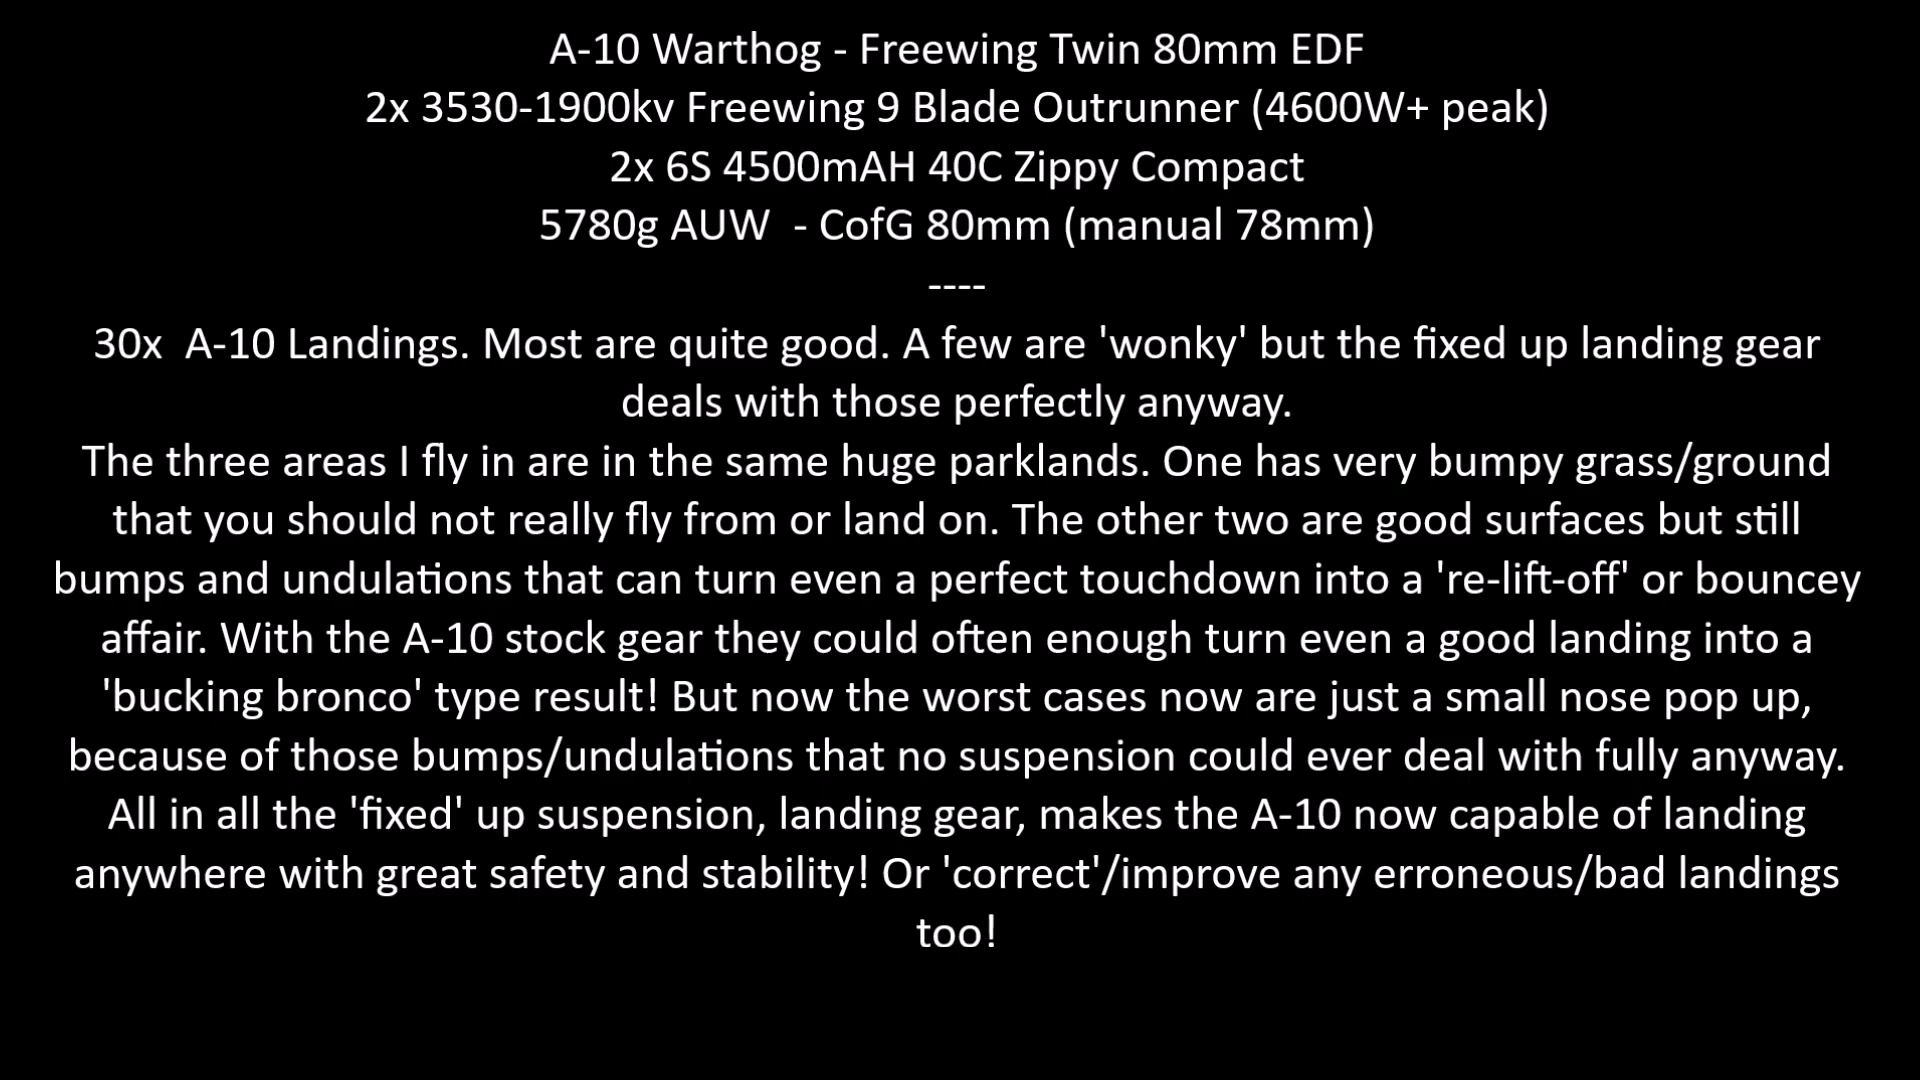 A-10 Warthog - Freewing Twin 80mm EDF
2x 3530-1900kv Freewing 9 Blade Outrunner (4600W+ peak)
2x 6S 4500mAH 40C Zippy Compact
5780g AUW  - CofG 80mm (manual 78mm)
----
30x  A-10 Landings. Most are quite good. A few are 'wonky' but the fixed up landing gear
deals with those perfectly anyway.
The three areas I fly in are in the same huge parklands. One has very bumpy grass/ground
that you should not really fly from or land on. The other two are good surfaces but still
bumps and undulations that can turn even a perfect touchdown into a 're-lift-off' or bouncey
affair. With the A-10 stock gear they could often enough turn even a good landing into a
'bucking bronco' type result! But now the worst cases now are just a small nose pop up,
because of those bumps/undulations that no suspension could ever deal with fully anyway.
All in all the 'fixed' up suspension, landing gear, makes the A-10 now capable of landing
anywhere with great safety and stability! Or 'correct'/improve any erroneous/bad landings
too!